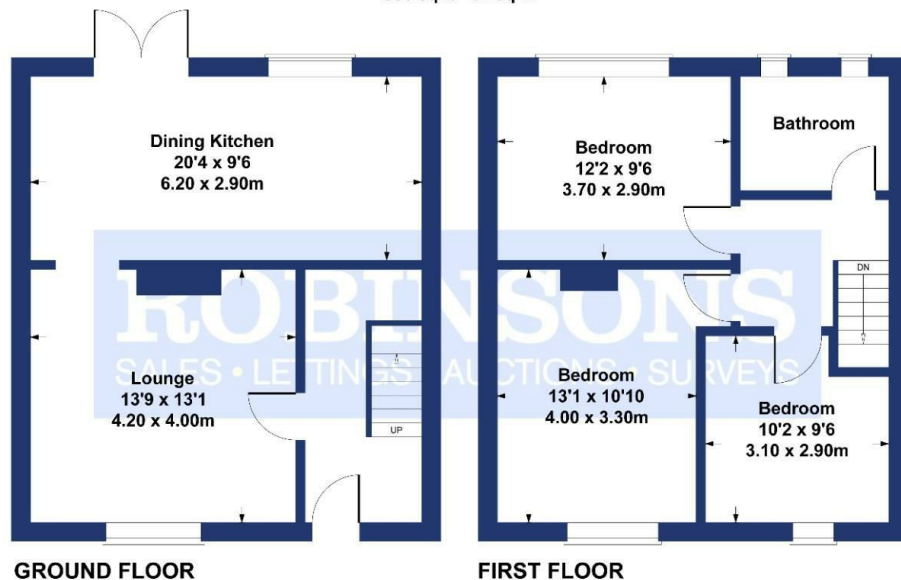 Dining Kitchen
20'4 x 9'6
6.20 x 2.90m
Bedroom
12'2 x 9'6
3.70 x 2.90m
Bathroom
ROBINSONS
SALES • LETTINGS • AUCTIONS • SURVEYS
Lounge
13'9 x 13'1
4.20 x 4.00m
UP
Bedroom
13'1 x 10'10
4.00 x 3.30m
DN
Bedroom
10'2 x 9'6
3.10 x 2.90m
GROUND FLOOR
FIRST FLOOR